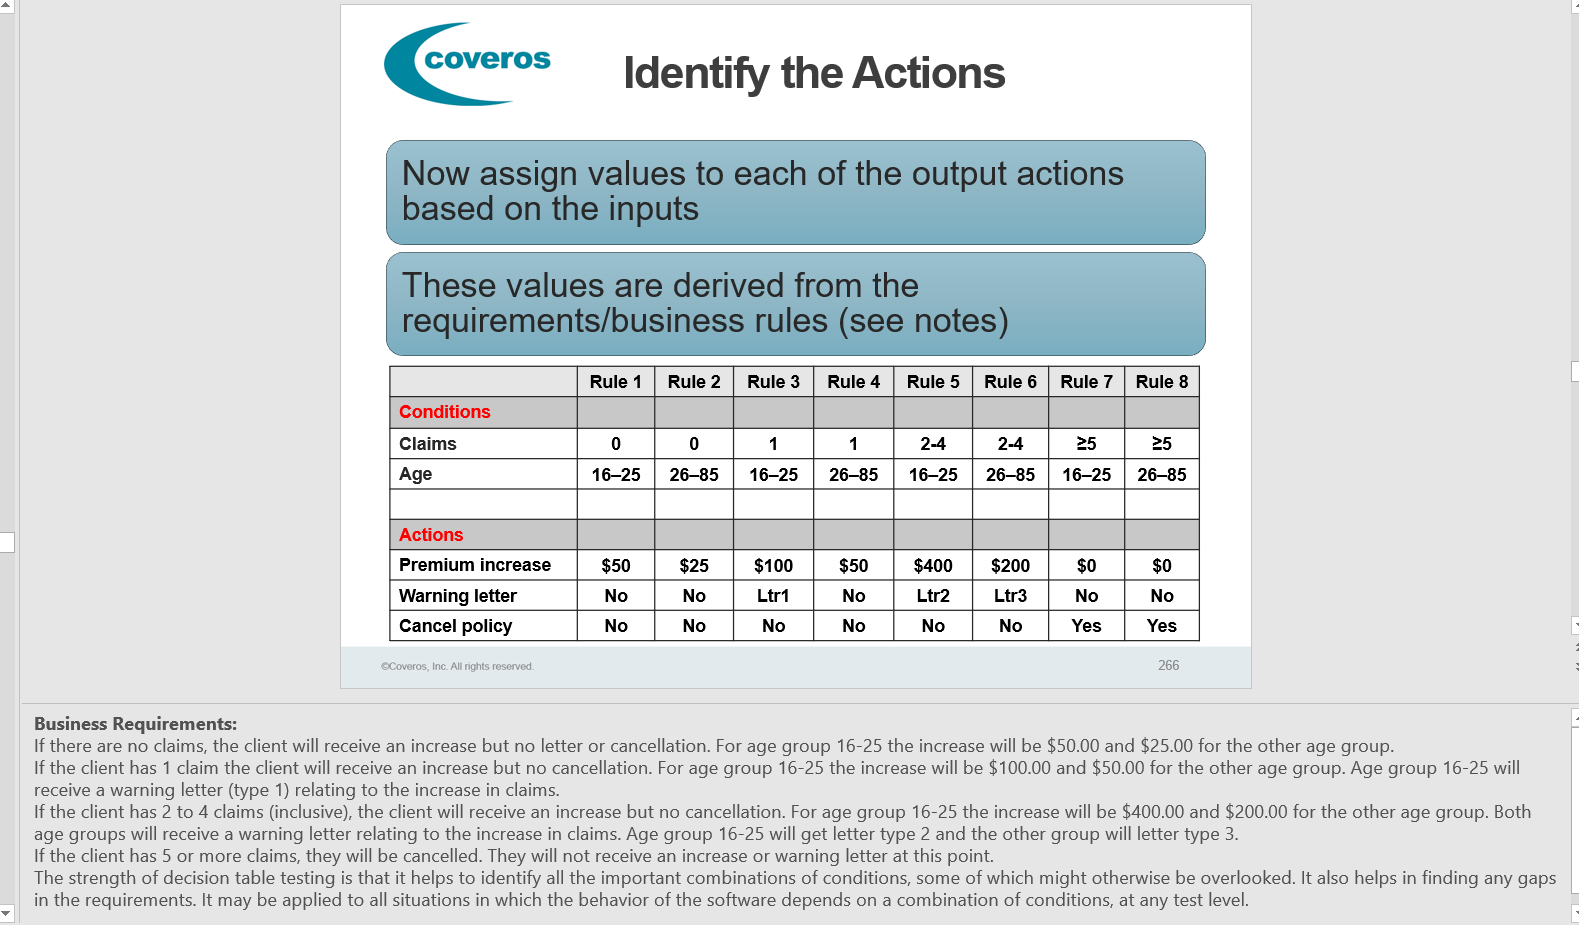 coveros
Identify the Actions
Now assign values to each of the output actions
based on the inputs
These values are derived from the
requirements/business rules (see notes)
Rule 1 Rule 2 Rule 3 Rule 4 Rule 5 Rule 6 Rule 7 Rule 8
Conditions
Claims 0 0 1 1 2-4 2-4 ≥5 ≥5
Age 16–25 26–85 16–25 26–85 16–25 26–85 16–25 26–85
Actions
Premium increase $50 $25 $100 $50 $400 $200 $0 $0
Warning letter No No Ltr1 No Ltr2 Ltr3 No No
Cancel policy No No No No No No Yes Yes
©Coveros, Inc. All rights reserved. 266
Business Requirements:
If there are no claims, the client will receive an increase but no letter or cancellation. For age group 16-25 the increase will be $50.00 and $25.00 for the other age group.
If the client has 1 claim the client will receive an increase but no cancellation. For age group 16-25 the increase will be $100.00 and $50.00 for the other age group. Age group 16-25 will
receive a warning letter (type 1) relating to the increase in claims.
If the client has 2 to 4 claims (inclusive), the client will receive an increase but no cancellation. For age group 16-25 the increase will be $400.00 and $200.00 for the other age group. Both
age groups will receive a warning letter relating to the increase in claims. Age group 16-25 will get letter type 2 and the other group will letter type 3.
If the client has 5 or more claims, they will be cancelled. They will not receive an increase or warning letter at this point.
The strength of decision table testing is that it helps to identify all the important combinations of conditions, some of which might otherwise be overlooked. It also helps in finding any gaps
in the requirements. It may be applied to all situations in which the behavior of the software depends on a combination of conditions, at any test level.